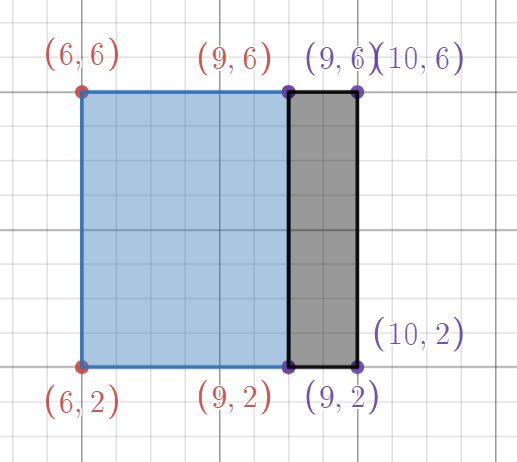 (6, 6) (9, 6) (9, 6) (10, 6)
(10, 2)
(6, 2) (9, 2) (9, 2)